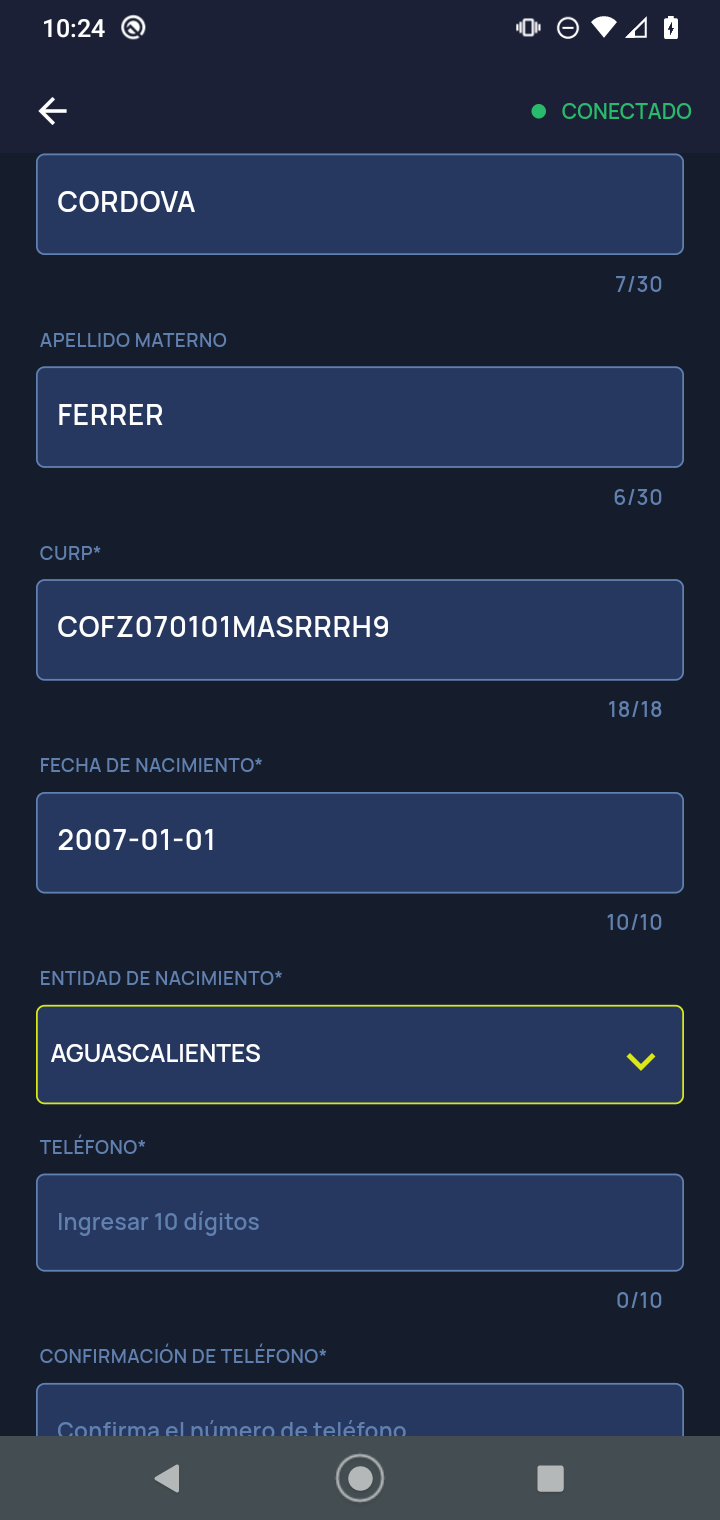 10:24
CONECTADO
CORDOVA
7/30
APELLIDO MATERNO
FERRER
6/30
CURP*
COFZ070101MASRRRH9
18/18
FECHA DE NACIMIENTO*
2007-01-01
10/10
ENTIDAD DE NACIMIENTO*
AGUASCALIENTES
TELÉFONO*
Ingresar 10 dígitos
0/10
CONFIRMACIÓN DE TELÉFONO*
Confirma el número de teléfono